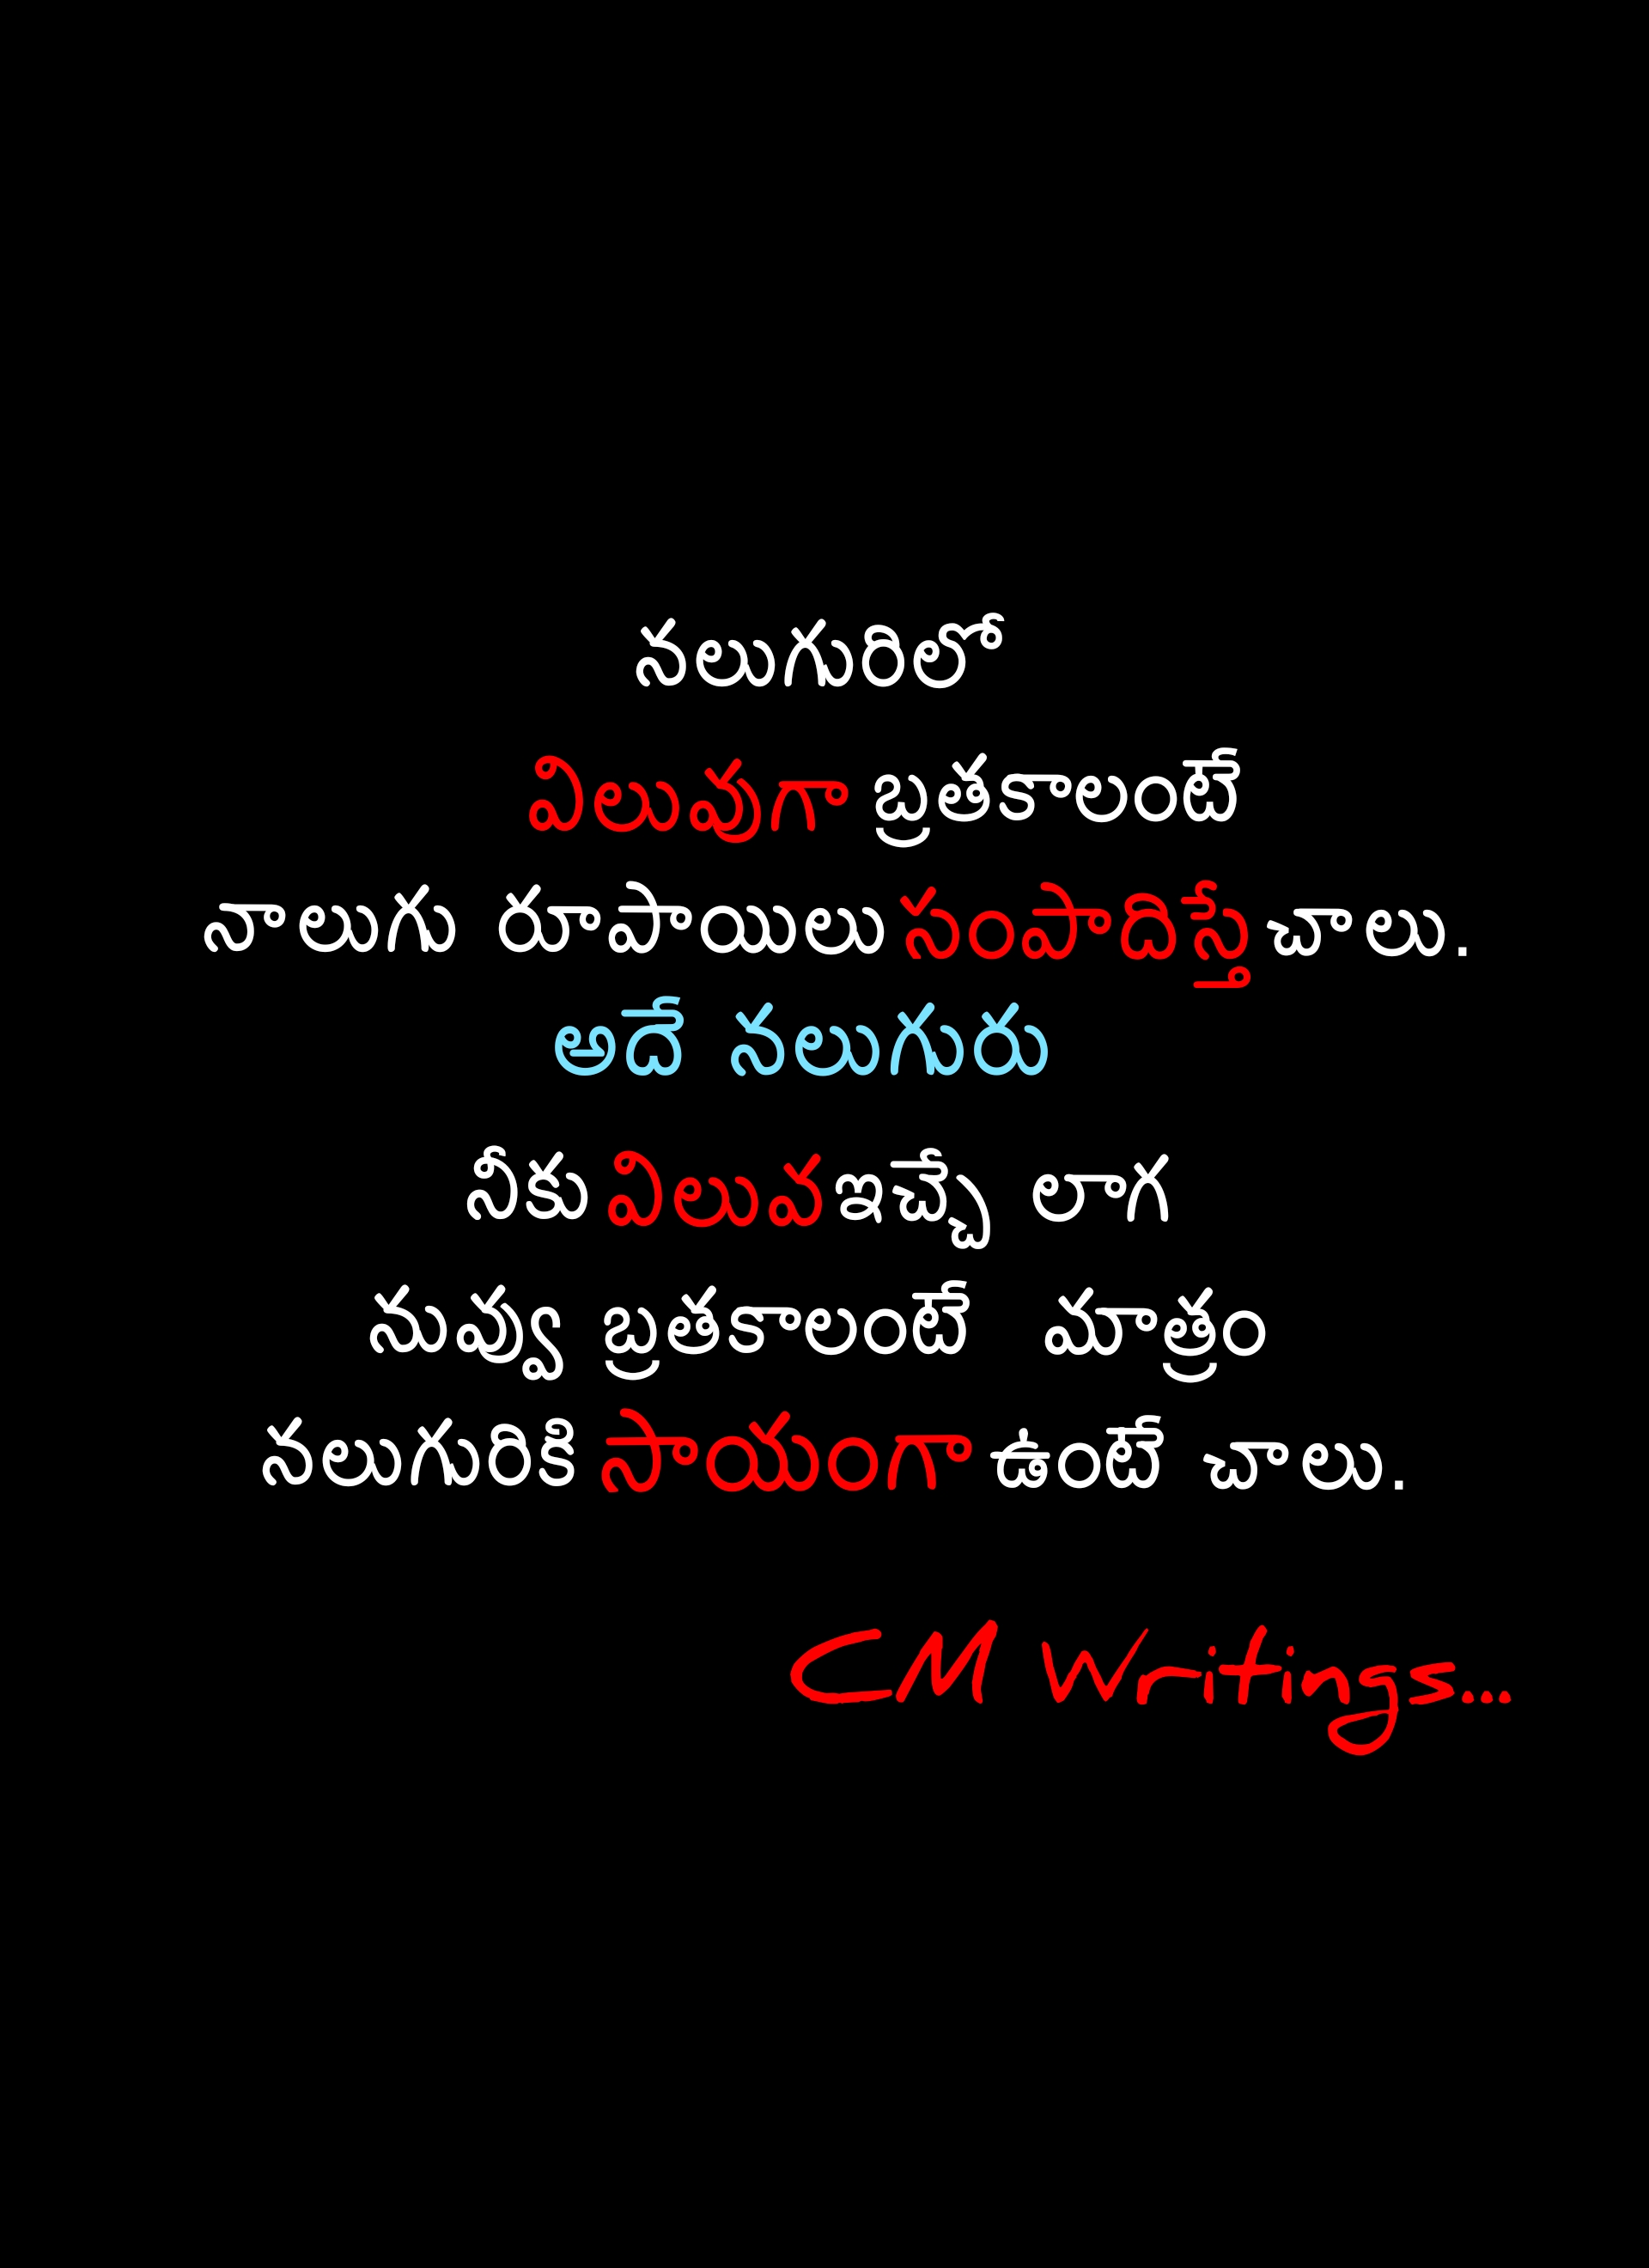 నలుగురిలో
విలువుగా బ్రతకాలంటే
నాలుగు రూపాయిలు సంపాదిస్తే చాలు.
అదే నలుగురు
నీకు విలువ ఇచ్చే లాగ
నువ్వు బ్రతకాలంటే మాత్రం
నలుగురికి సాయంగా ఉంటే చాలు.
CM Writings...